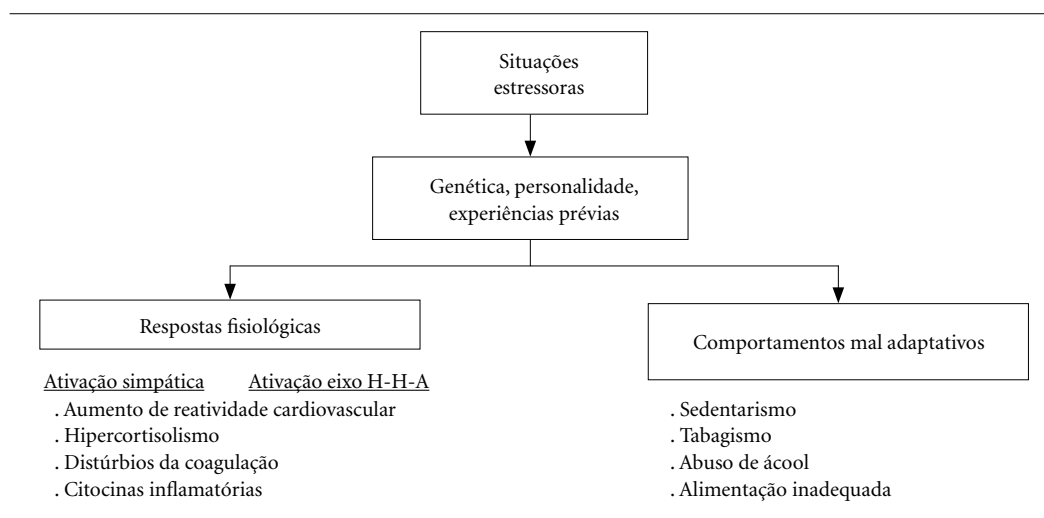 Situações
estressoras
Genética, personalidade,
experiências prévias
Respostas fisiológicas
Ativação simpática Ativação eixo H-H-A
. Aumento de reatividade cardiovascular
. Hipercortisolismo
. Distúrbios da coagulação
. Citocinas inflamatórias
Comportamentos mal adaptativos
. Sedentarismo
. Tabagismo
. Abuso de ácool
. Alimentação inadequada